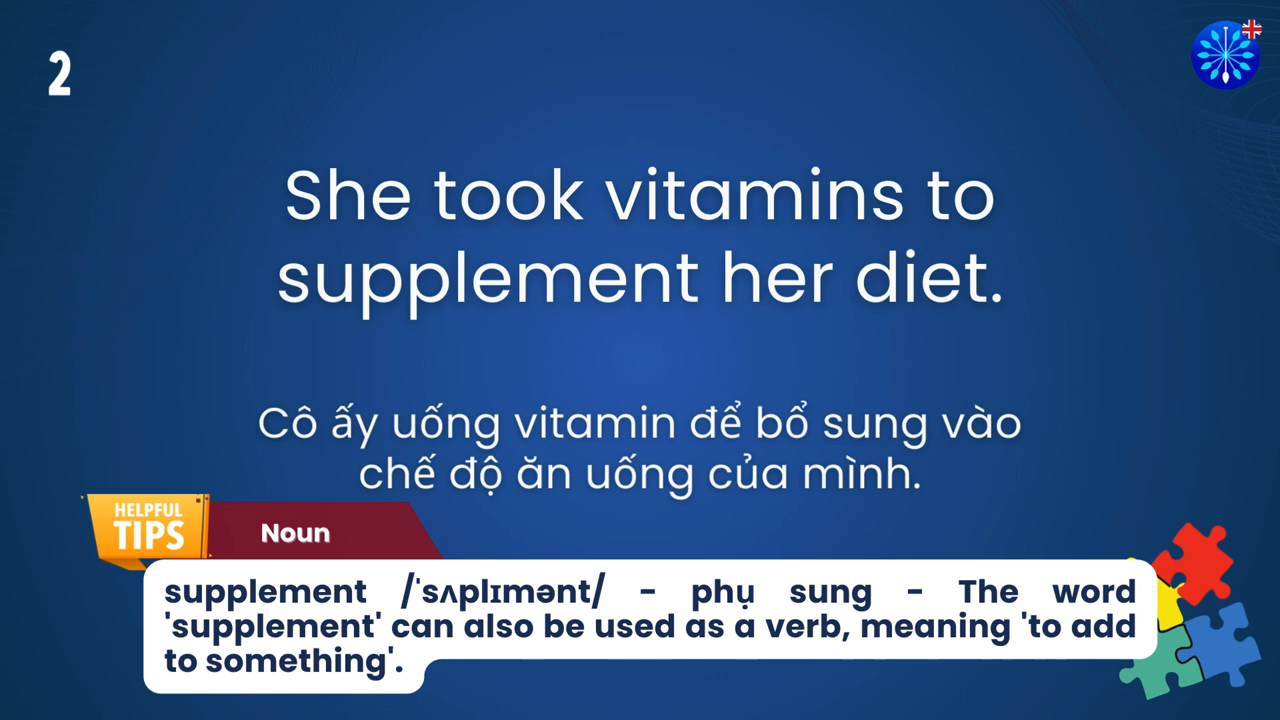 2
She took vitamins to
supplement her diet.
Cô ấy uống vitamin để bổ sung vào
chế độ ăn uống của mình.
HELPFUL
TIPS
Noun
supplement /ˈsʌplɪmənt/ - phụ sung - The word
'supplement' can also be used as a verb, meaning 'to add
to something'.